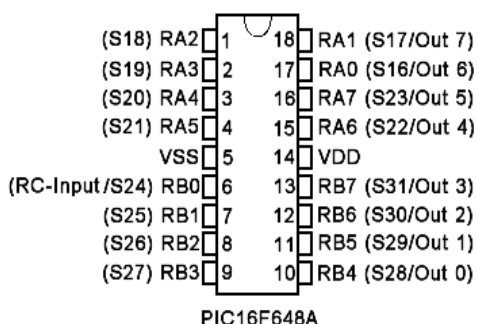 (S18) RA2 1 18 RA1 (S17/Out 7)
(S19) RA3 2 17 RA0 (S16/Out 6)
(S20) RA4 3 16 RA7 (S23/Out 5)
(S21) RA5 4 15 RA6 (S22/Out 4)
VSS 5 14 VDD
(RC-Input/S24) RB0 6 13 RB7 (S31/Out 3)
(S25) RB1 7 12 RB6 (S30/Out 2)
(S26) RB2 8 11 RB5 (S29/Out 1)
(S27) RB3 9 10 RB4 (S28/Out 0)
PIC16F648A